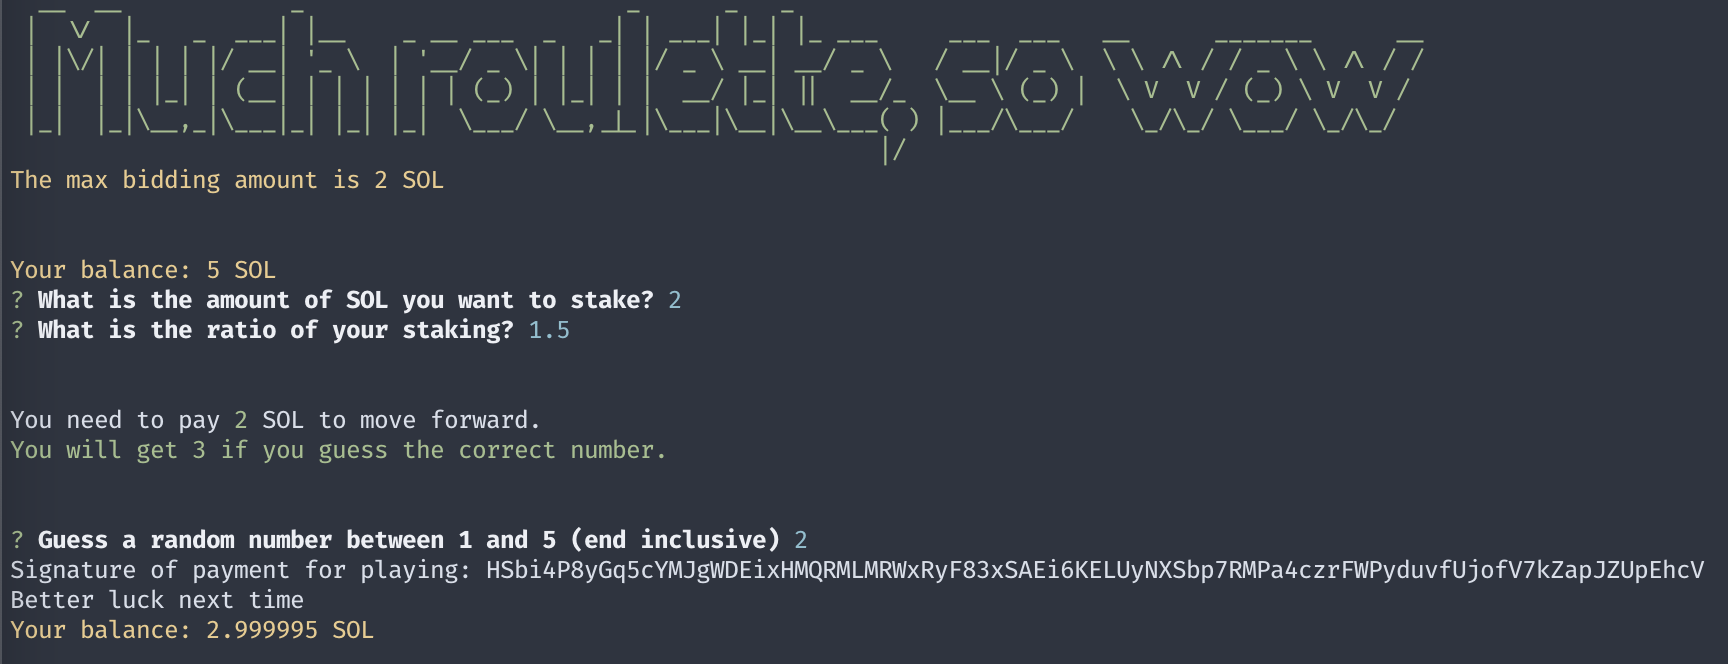 Much roulette, so wow
The max bidding amount is 2 SOL
Your balance: 5 SOL
? What is the amount of SOL you want to stake? 2
? What is the ratio of your staking? 1.5
You need to pay 2 SOL to move forward.
You will get 3 if you guess the correct number.
? Guess a random number between 1 and 5 (end inclusive) 2
Signature of payment for playing: HSbi4P8yGq5cYMJgWDEixHMQRMLMRWxRyF83xSAEi6KELUyNXSbp7RMPa4czrFWPyduvfUjofV7kZapJZUpEhcV
Better luck next time
Your balance: 2.999995 SOL